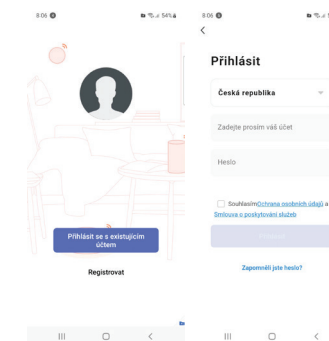 8:06
54%
Přihlásit se s existujícím
účtem
Registrovat
8:06
Přihlásit
Česká republika
Zadejte prosím váš účet
Heslo
Souhlasím Ochrana osobních údajů a
Smlouva o poskytování služeb
Zapomněli jste heslo?